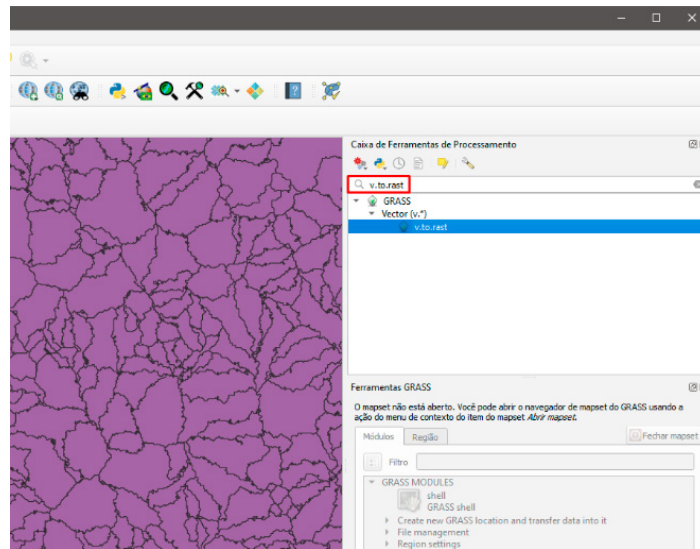 Caixa de Ferramentas de Processamento
v.to.rast
GRASS
Vector (v.*)
v.to.rast
Ferramentas GRASS
O mapset não está aberto. Você pode abrir o navegador de mapset do GRASS usando a
ação do menu de contexto do item do mapset Abrir mapset.
Módulos Região Fechar mapset
Filtro
GRASS MODULES
shell
GRASS shell
Create new GRASS location and transfer data into it
File management
Region settings